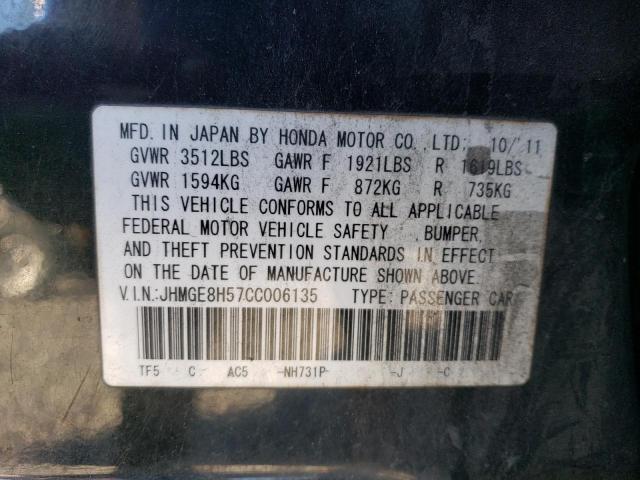 MFD. IN JAPAN BY HONDA MOTOR CO., LTD. 10/'11
GVWR 3512LBS GAWR F 1921LBS R 1619LBS
GVWR 1594KG GAWR F 872KG R 735KG
THIS VEHICLE CONFORMS TO ALL APPLICABLE
FEDERAL MOTOR VEHICLE SAFETY, BUMPER,
AND THEFT PREVENTION STANDARDS IN EFFECT
ON THE DATE OF MANUFACTURE SHOWN ABOVE.
V.I.N.:JHMGE8H57CC006135 TYPE: PASSENGER CAR
TF5 C AC5 -NH731P- -J -C